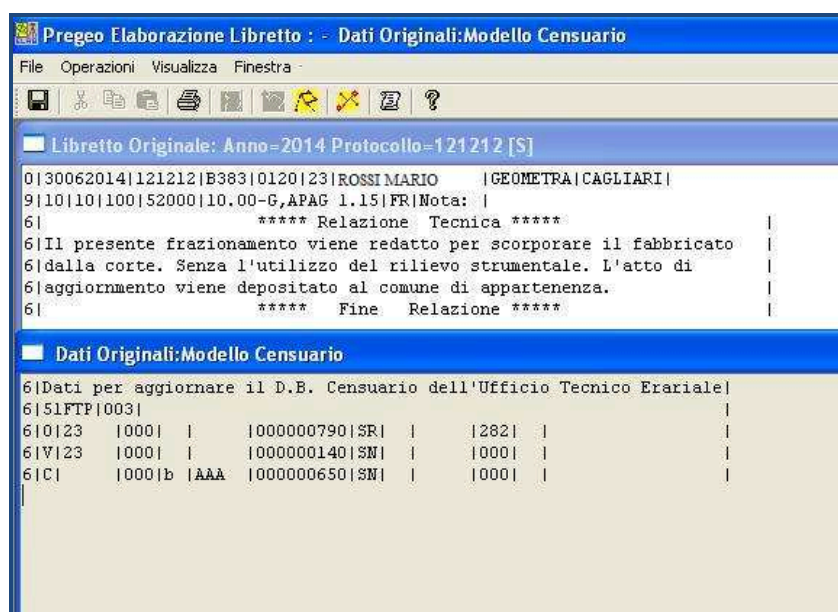 Pregeo Elaborazione Libretto : - Dati Originali:Modello Censuario
File Operazioni Visualizza Finestra
Libretto Originale: Anno=2014 Protocollo=121212 [S]
0|30062014|121212|B383|0120|23|ROSSI MARIO |GEOMETRA|CAGLIARI|
9|10|10|100|52000|10.00-G,APAG 1.15|FR|Nota: |
6| ***** Relazione Tecnica ***** |
6|Il presente frazionamento viene redatto per scorporare il fabbricato |
6|dalla corte. Senza l'utilizzo del rilievo strumentale. L'atto di |
6|aggiornmento viene depositato al comune di appartenenza. |
6| ***** Fine Relazione ***** |
Dati Originali:Modello Censuario
6|Dati per aggiornare il D.B. Censuario dell'Ufficio Tecnico Erariale|
6|S1FTP|003| |
6|O|23 |000| | |000000790|SR| | |282| | |
6|V|23 |000| | |000000140|SN| | |000| | |
6|C| |000|b |AAA |000000650|SN| | |000| | |